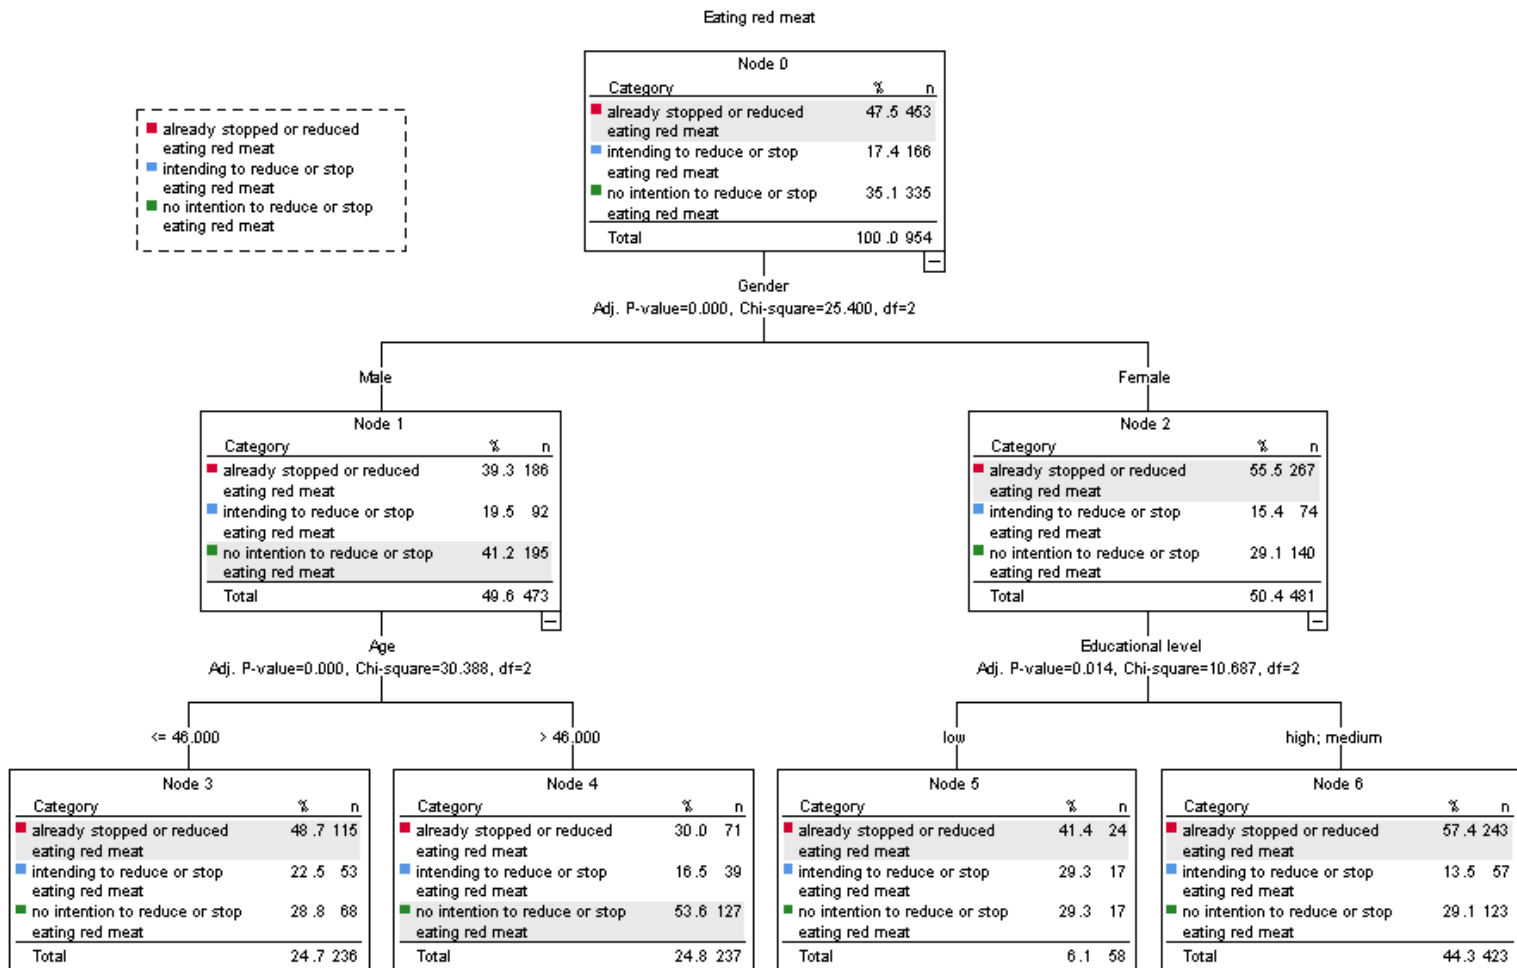 Eating red meat
already stopped or reduced
eating red meat
intending to reduce or stop
eating red meat
no intention to reduce or stop
eating red meat
Node 0
Category % n
already stopped or reduced 47.5 453
eating red meat
intending to reduce or stop 17.4 166
eating red meat
no intention to reduce or stop 35.1 335
eating red meat
Total 100.0 954
Gender
Adj. P-value=0.000, Chi-square=25.400, df=2
Male
Female
Node 1
Category % n
already stopped or reduced 39.3 186
eating red meat
intending to reduce or stop 19.5 92
eating red meat
no intention to reduce or stop 41.2 195
eating red meat
Total 49.6 473
Node 2
Category % n
already stopped or reduced 55.5 267
eating red meat
intending to reduce or stop 15.4 74
eating red meat
no intention to reduce or stop 29.1 140
eating red meat
Total 50.4 481
Age
Adj. P-value=0.000, Chi-square=30.388, df=2
Educational level
Adj. P-value=0.014, Chi-square=10.687, df=2
<= 46.000
> 46.000
low
high; medium
Node 3
Category % n
already stopped or reduced 48.7 115
eating red meat
intending to reduce or stop 22.5 53
eating red meat
no intention to reduce or stop 28.8 68
eating red meat
Total 24.7 236
Node 4
Category % n
already stopped or reduced 30.0 71
eating red meat
intending to reduce or stop 16.5 39
eating red meat
no intention to reduce or stop 53.6 127
eating red meat
Total 24.8 237
Node 5
Category % n
already stopped or reduced 41.4 24
eating red meat
intending to reduce or stop 29.3 17
eating red meat
no intention to reduce or stop 29.3 17
eating red meat
Total 6.1 58
Node 6
Category % n
already stopped or reduced 57.4 243
eating red meat
intending to reduce or stop 13.5 57
eating red meat
no intention to reduce or stop 29.1 123
eating red meat
Total 44.3 423